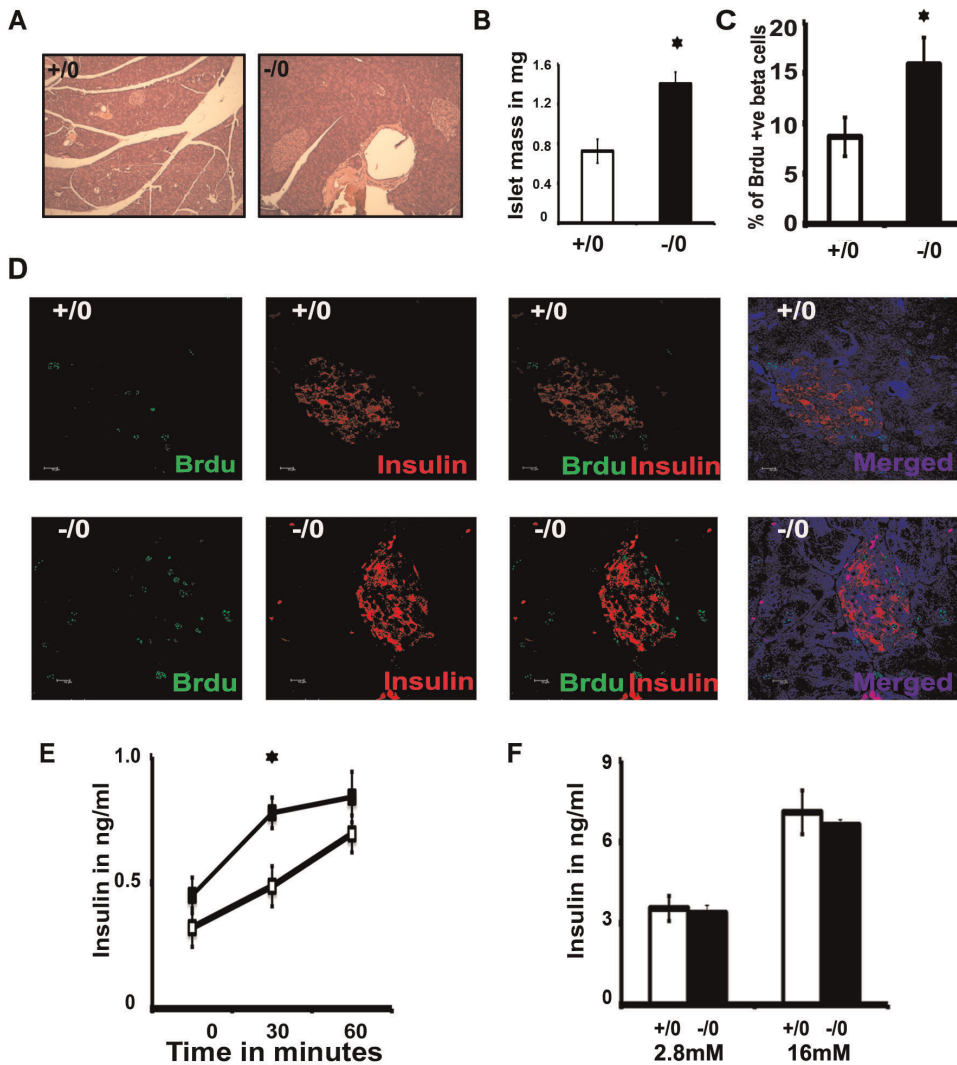 A
+/0
-/0
B
Islet mass in mg
1.6
1.2
0.8
0.4
0
+/0
-/0
C
% of Brdu +ve beta cells
20
15
10
5
0
+/0
-/0
D
+/0
Brdu
+/0
Insulin
+/0
Brdu Insulin
+/0
Merged
-/0
Brdu
-/0
Insulin
-/0
Brdu Insulin
-/0
Merged
E
Insulin in ng/ml
1.0
0.5
0
0 30 60
Time in minutes
F
Insulin in ng/ml
9
6
3
0
+/0 -/0 +/0 -/0
2.8mM 16mM